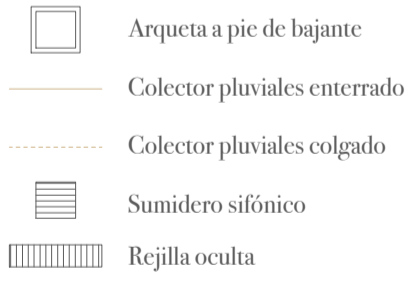 Arqueta a pie de bajante
Colector pluviales enterrado
Colector pluviales colgado
Sumidero sifónico
Rejilla oculta